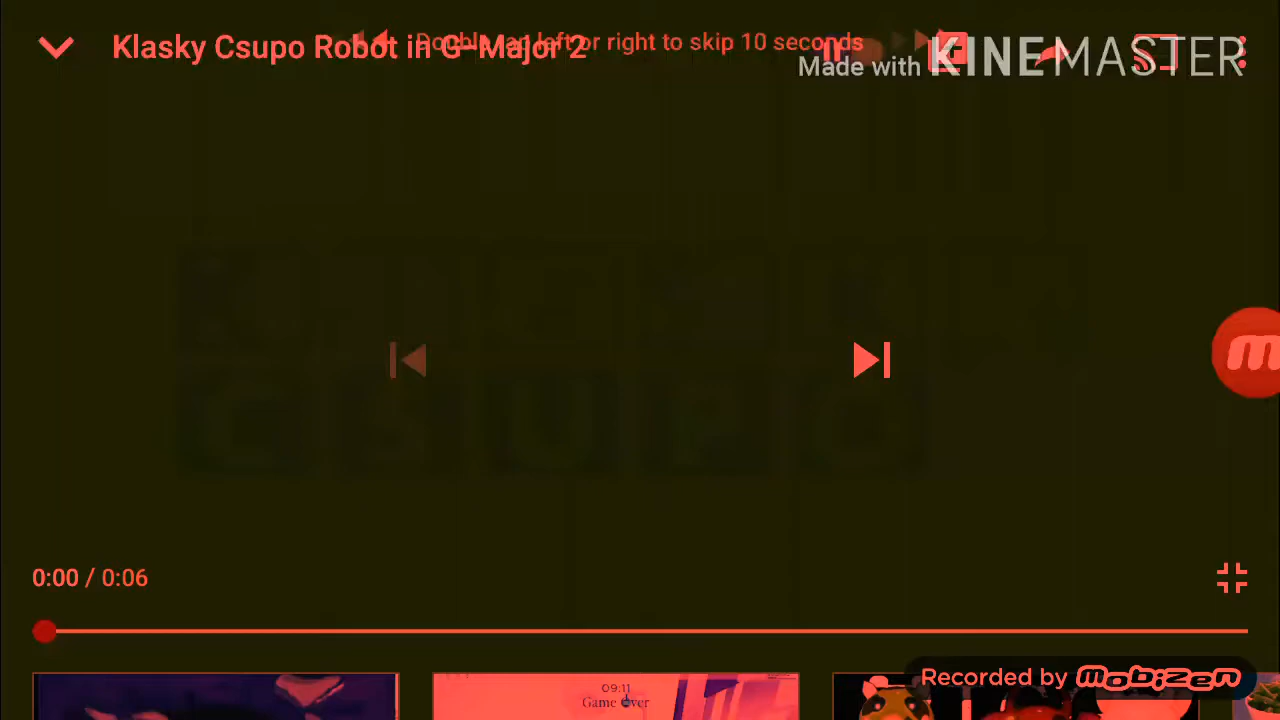 Klasky Csupo Robot in G-Major 2
Double tap left or right to skip 10 seconds
Made with KINEMASTER
m
C S U P O
0:00 / 0:06
Recorded by mobizen
09:11
Game Over